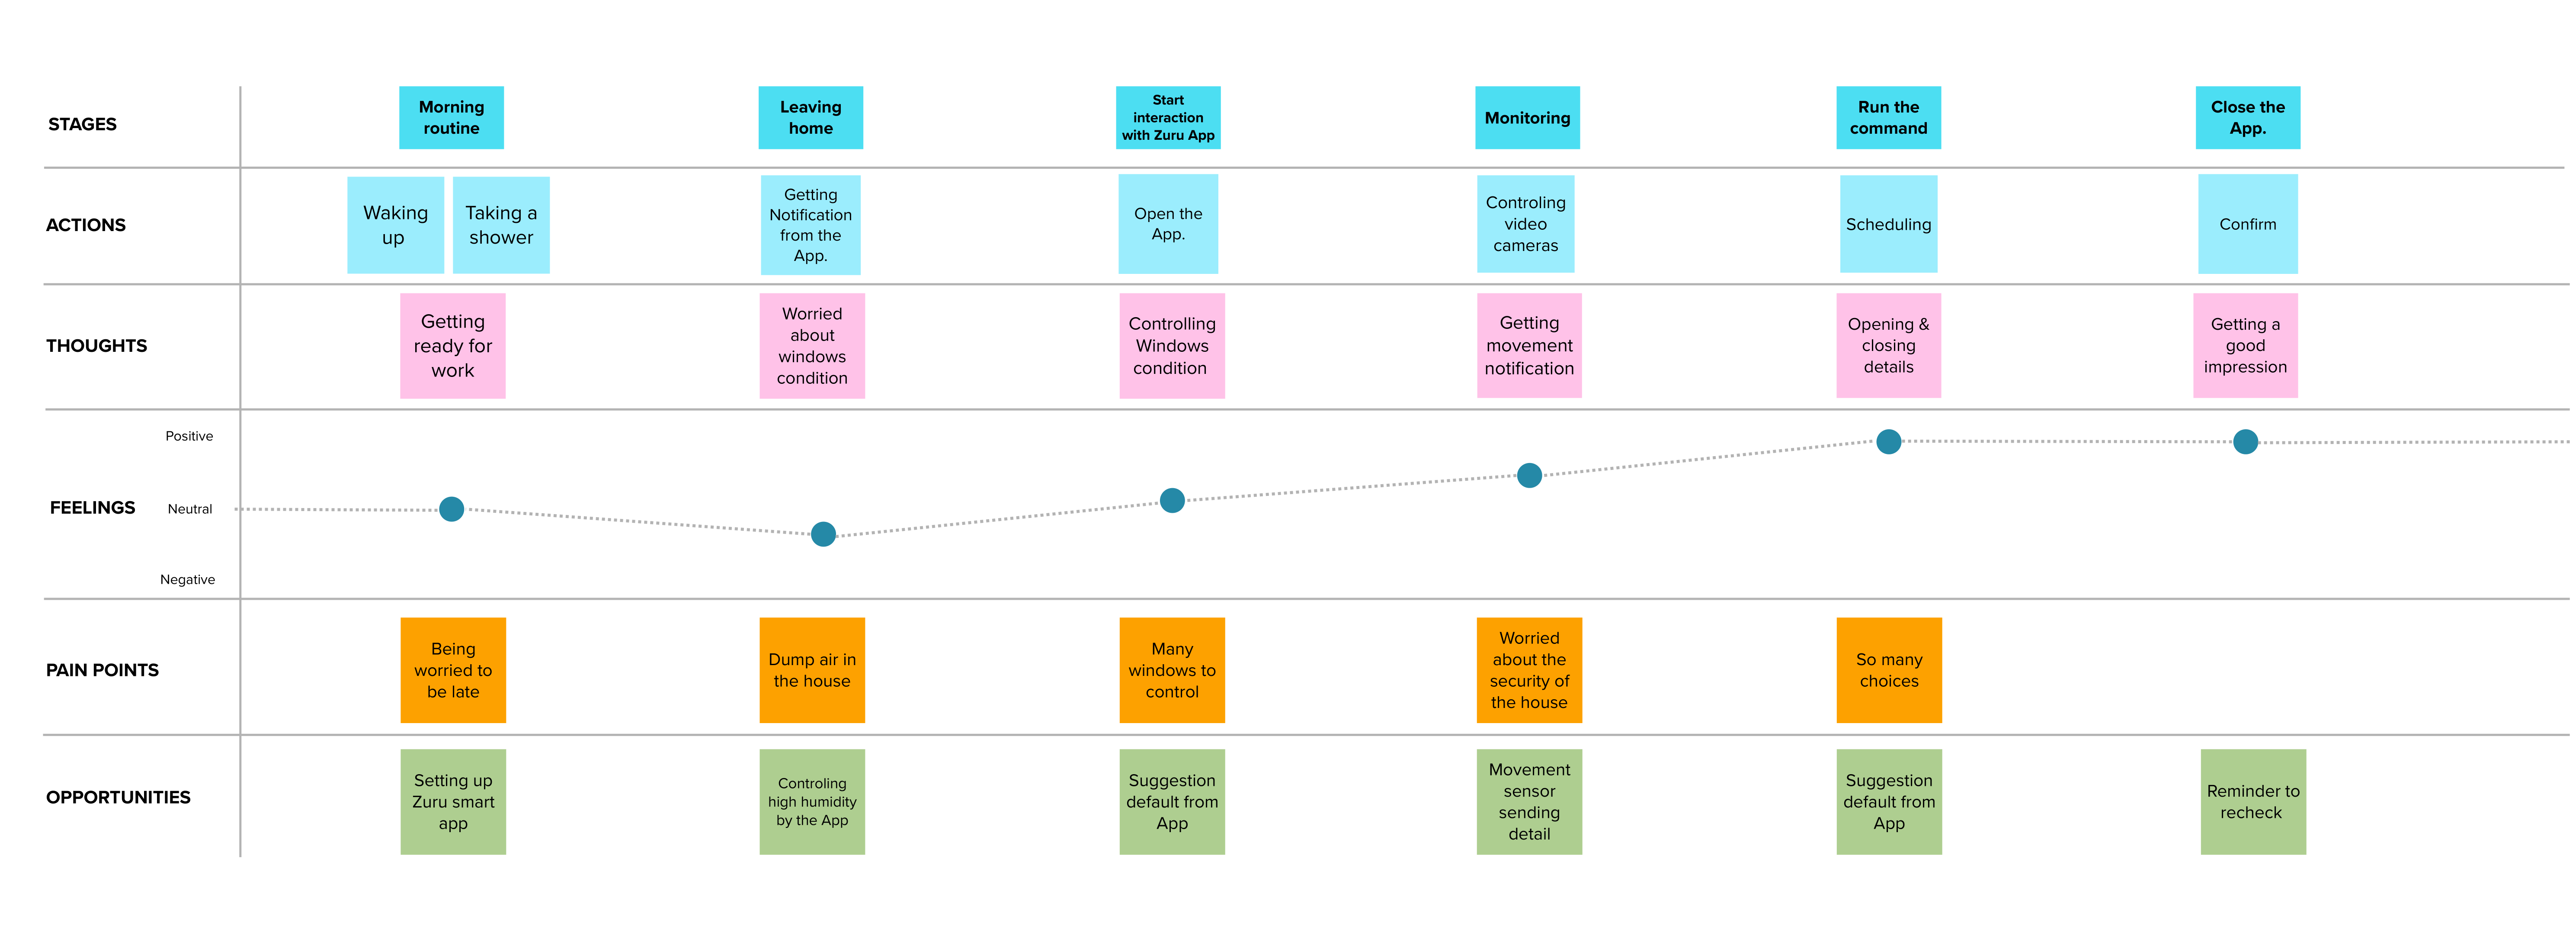 STAGES
Morning
routine
Leaving
home
Start
interaction
with Zuru App
Monitoring
Run the
command
Close the
App.
ACTIONS
Waking
up
Taking a
shower
Getting
Notification
from the
App.
Open the
App.
Controling
video
cameras
Scheduling
Confirm
THOUGHTS
Getting
ready for
work
Worried
about
windows
condition
Controlling
Windows
condition
Getting
movement
notification
Opening &
closing
details
Getting a
good
impression
FEELINGS
Positive
Neutral
Negative
PAIN POINTS
Being
worried to
be late
Dump air in
the house
Many
windows to
control
Worried
about the
security of
the house
So many
choices
OPPORTUNITIES
Setting up
Zuru smart
app
Controling
high humidity
by the App
Suggestion
default from
App
Movement
sensor
sending
detail
Suggestion
default from
App
Reminder to
recheck